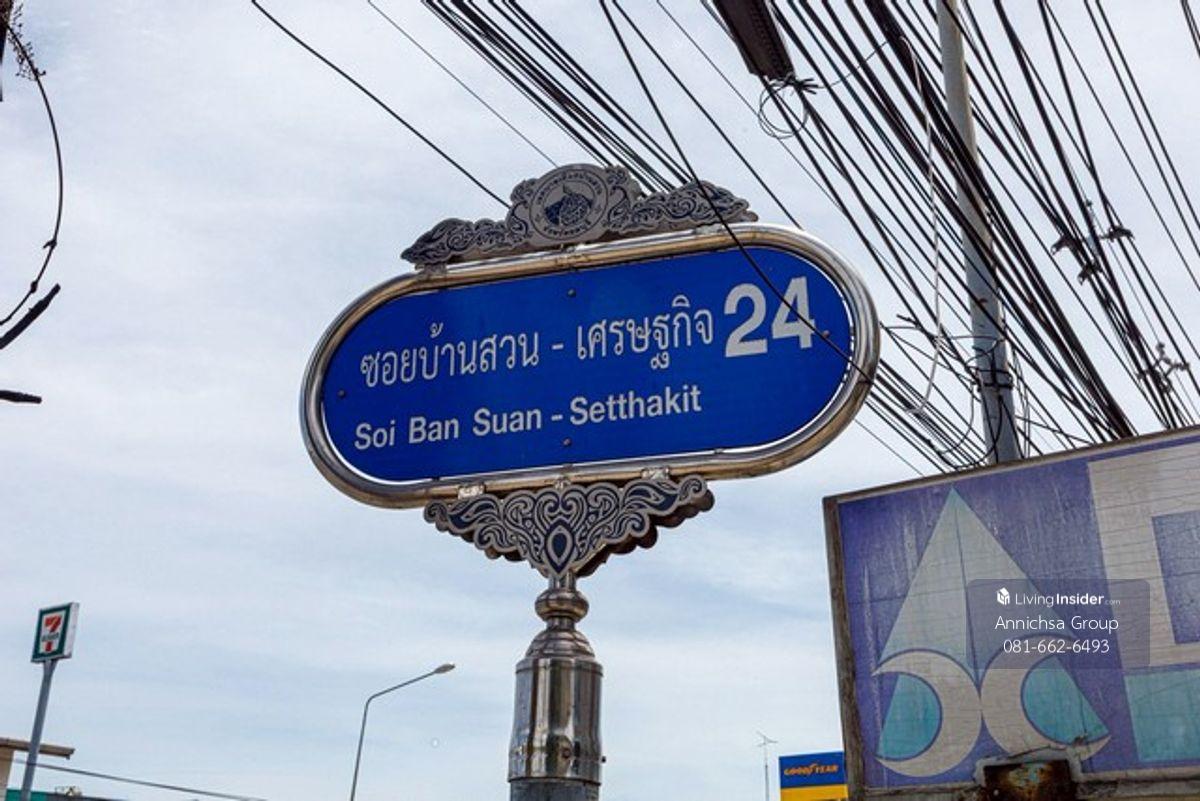 ซอยบ้านสวน - เศรษฐกิจ 24
Soi Ban Suan - Setthakit
7
GOODYEAR
LivingInsider.com
Annichsa Group
081-662-6493